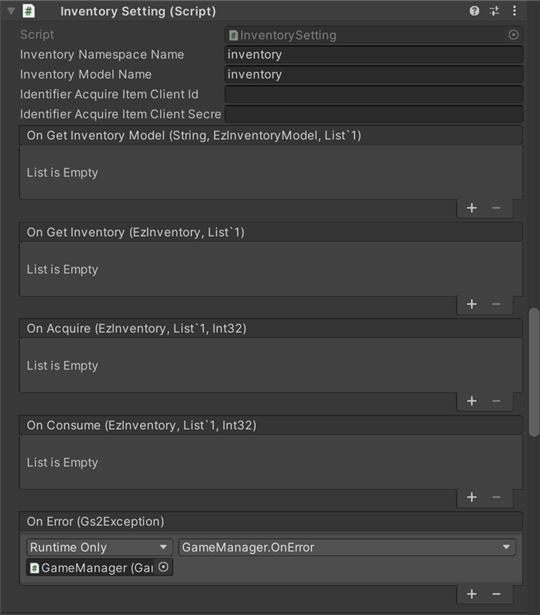 Inventory Setting (Script)
Script
InventorySetting
Inventory Namespace Name
inventory
Inventory Model Name
inventory
Identifier Acquire Item Client Id
Identifier Acquire Item Client Secre
On Get Inventory Model (String, EzInventoryModel, List`1)
List is Empty
+ −
On Get Inventory (EzInventory, List`1)
List is Empty
+ −
On Acquire (EzInventory, List`1, Int32)
List is Empty
+ −
On Consume (EzInventory, List`1, Int32)
List is Empty
+ −
On Error (Gs2Exception)
Runtime Only
GameManager.OnError
GameManager (Gai
+ −